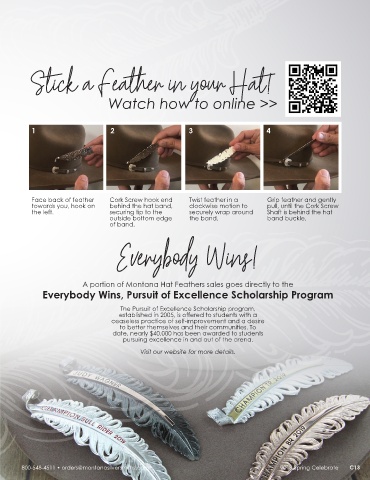 Stick a Feather in your Hat!
Watch how to online >>
1 2 3 4
Face back of feather
towards you, hook on
the left.
Cork Screw hook end
behind the hat band,
securing tip to the
outside bottom edge
of band.
Twist feather in a
clockwise motion to
securely wrap around
the band.
Grip feather and gently
pull, until the Cork Screw
Shaft is behind the hat
band buckle.
Everybody Wins!
A portion of Montana Hat Feathers sales goes directly to the
Everybody Wins, Pursuit of Excellence Scholarship Program
The Pursuit of Excellence Scholarship program,
established in 2005, is offered to students with a
ceaseless practice of self-improvement and a desire
to better themselves and their communities. To
date, nearly $40,000 has been awarded to students
pursuing excellence in and out of the arena.
Visit our website for more details.
CHAMPION
Spring Celebrate C13